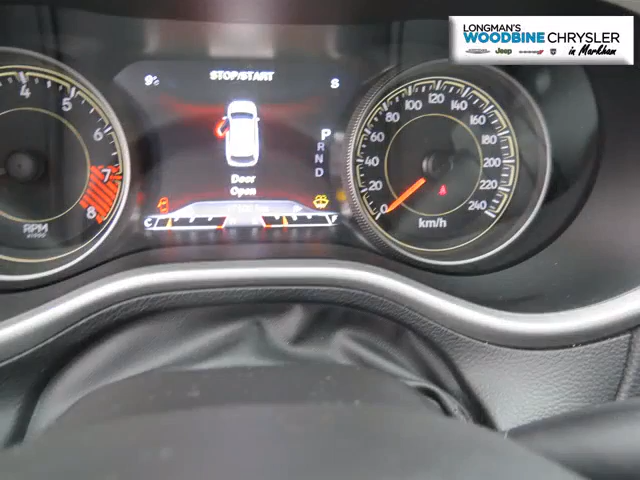 LONGMAN'S
WOODBINE CHRYSLER
Jeep
in Markham
STOP/START
S
P
R
N
D
Door
Open
4
5
6
7
8
RPM
0
20
40
60
80
100
120
140
160
180
200
220
240
km/h
C